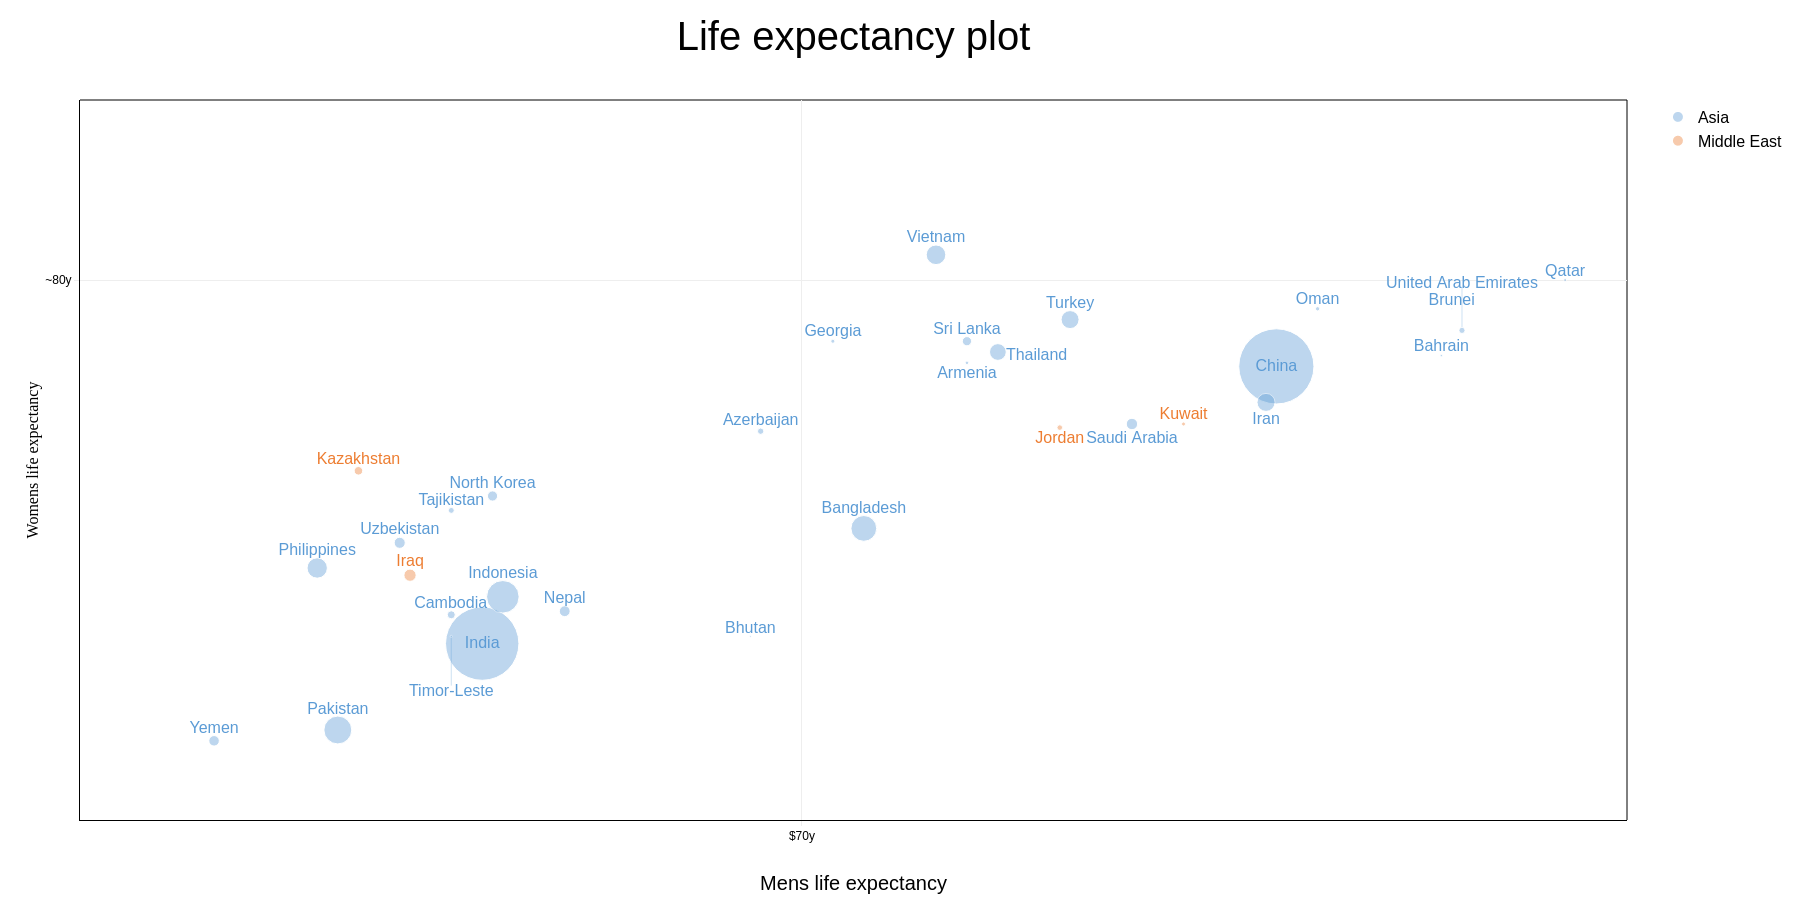 Life expectancy plot
Asia
Middle East
Vietnam
Qatar
~80y
United Arab Emirates
Oman
Brunei
Turkey
Georgia
Sri Lanka
Bahrain
Thailand
China
Armenia
Kuwait
Azerbaijan
Iran
Jordan
Saudi Arabia
Kazakhstan
North Korea
Tajikistan
Womens life expectancy
Bangladesh
Uzbekistan
Philippines
Iraq
Indonesia
Nepal
Cambodia
Bhutan
India
Timor-Leste
Pakistan
Yemen
$70y
Mens life expectancy